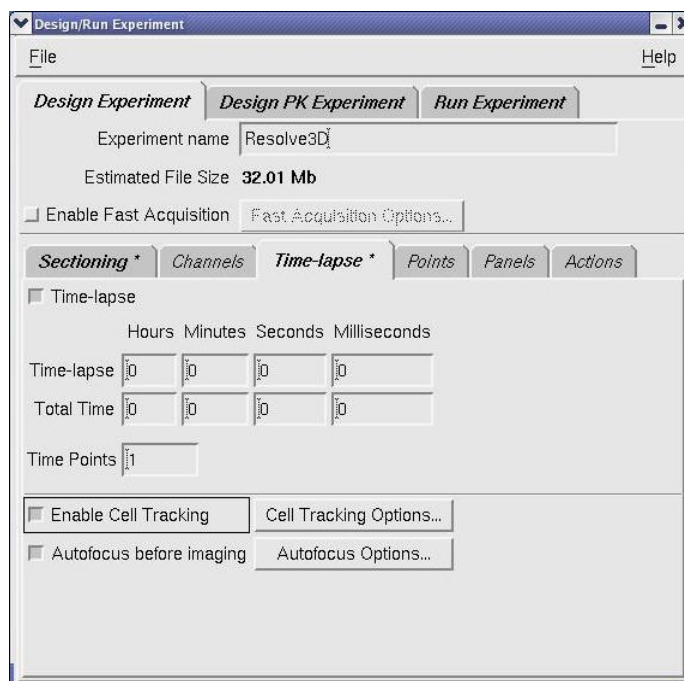 Design/Run Experiment
File Help
Design Experiment Design PK Experiment Run Experiment
Experiment name Resolve3D
Estimated File Size 32.01 Mb
Enable Fast Acquisition Fast Acquisition Options...
Sectioning * Channels Time-lapse * Points Panels Actions
Time-lapse
Hours Minutes Seconds Milliseconds
Time-lapse 0 0 0 0
Total Time 0 0 0 0
Time Points 1
Enable Cell Tracking Cell Tracking Options...
Autofocus before imaging Autofocus Options...